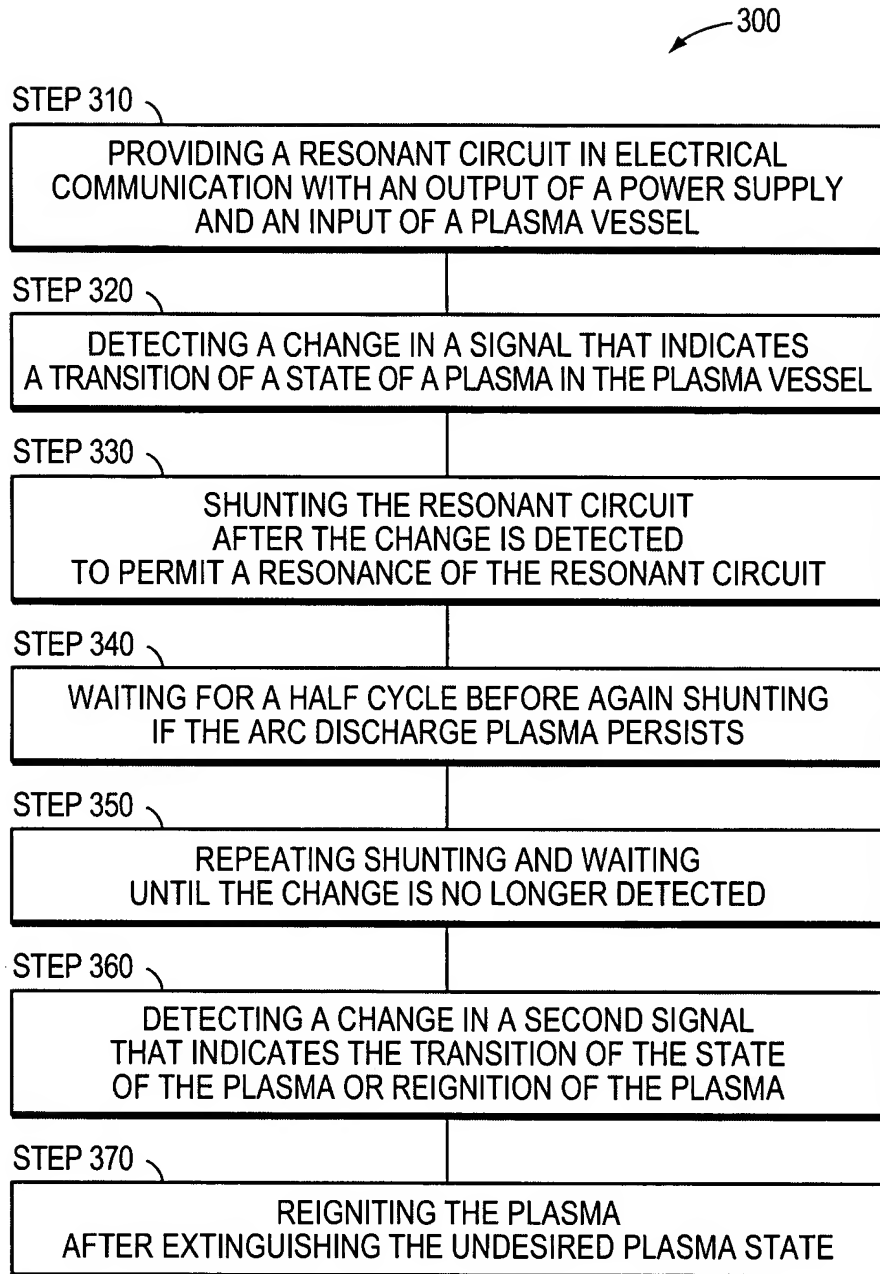 300
STEP 310
PROVIDING A RESONANT CIRCUIT IN ELECTRICAL
COMMUNICATION WITH AN OUTPUT OF A POWER SUPPLY
AND AN INPUT OF A PLASMA VESSEL
STEP 320
DETECTING A CHANGE IN A SIGNAL THAT INDICATES
A TRANSITION OF A STATE OF A PLASMA IN THE PLASMA VESSEL
STEP 330
SHUNTING THE RESONANT CIRCUIT
AFTER THE CHANGE IS DETECTED
TO PERMIT A RESONANCE OF THE RESONANT CIRCUIT
STEP 340
WAITING FOR A HALF CYCLE BEFORE AGAIN SHUNTING
IF THE ARC DISCHARGE PLASMA PERSISTS
STEP 350
REPEATING SHUNTING AND WAITING
UNTIL THE CHANGE IS NO LONGER DETECTED
STEP 360
DETECTING A CHANGE IN A SECOND SIGNAL
THAT INDICATES THE TRANSITION OF THE STATE
OF THE PLASMA OR REIGNITION OF THE PLASMA
STEP 370
REIGNITING THE PLASMA
AFTER EXTINGUISHING THE UNDESIRED PLASMA STATE